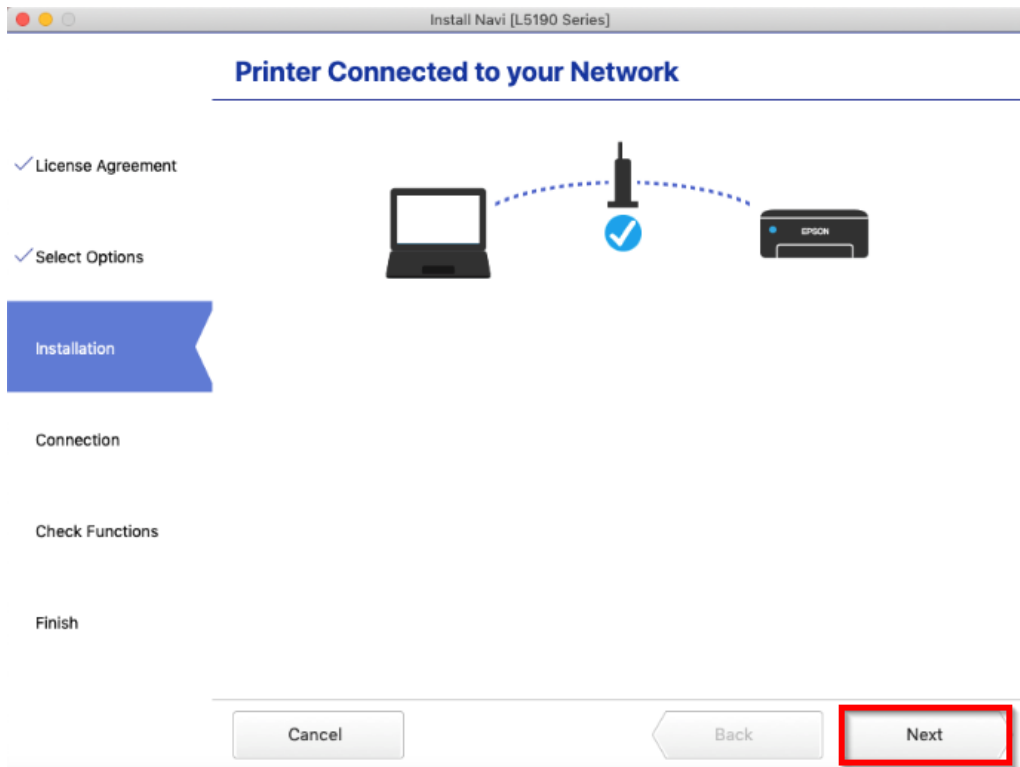 Install Navi [L5190 Series]
Printer Connected to your Network
License Agreement
Select Options
Installation
Connection
Check Functions
Finish
EPSON
Cancel
Back
Next